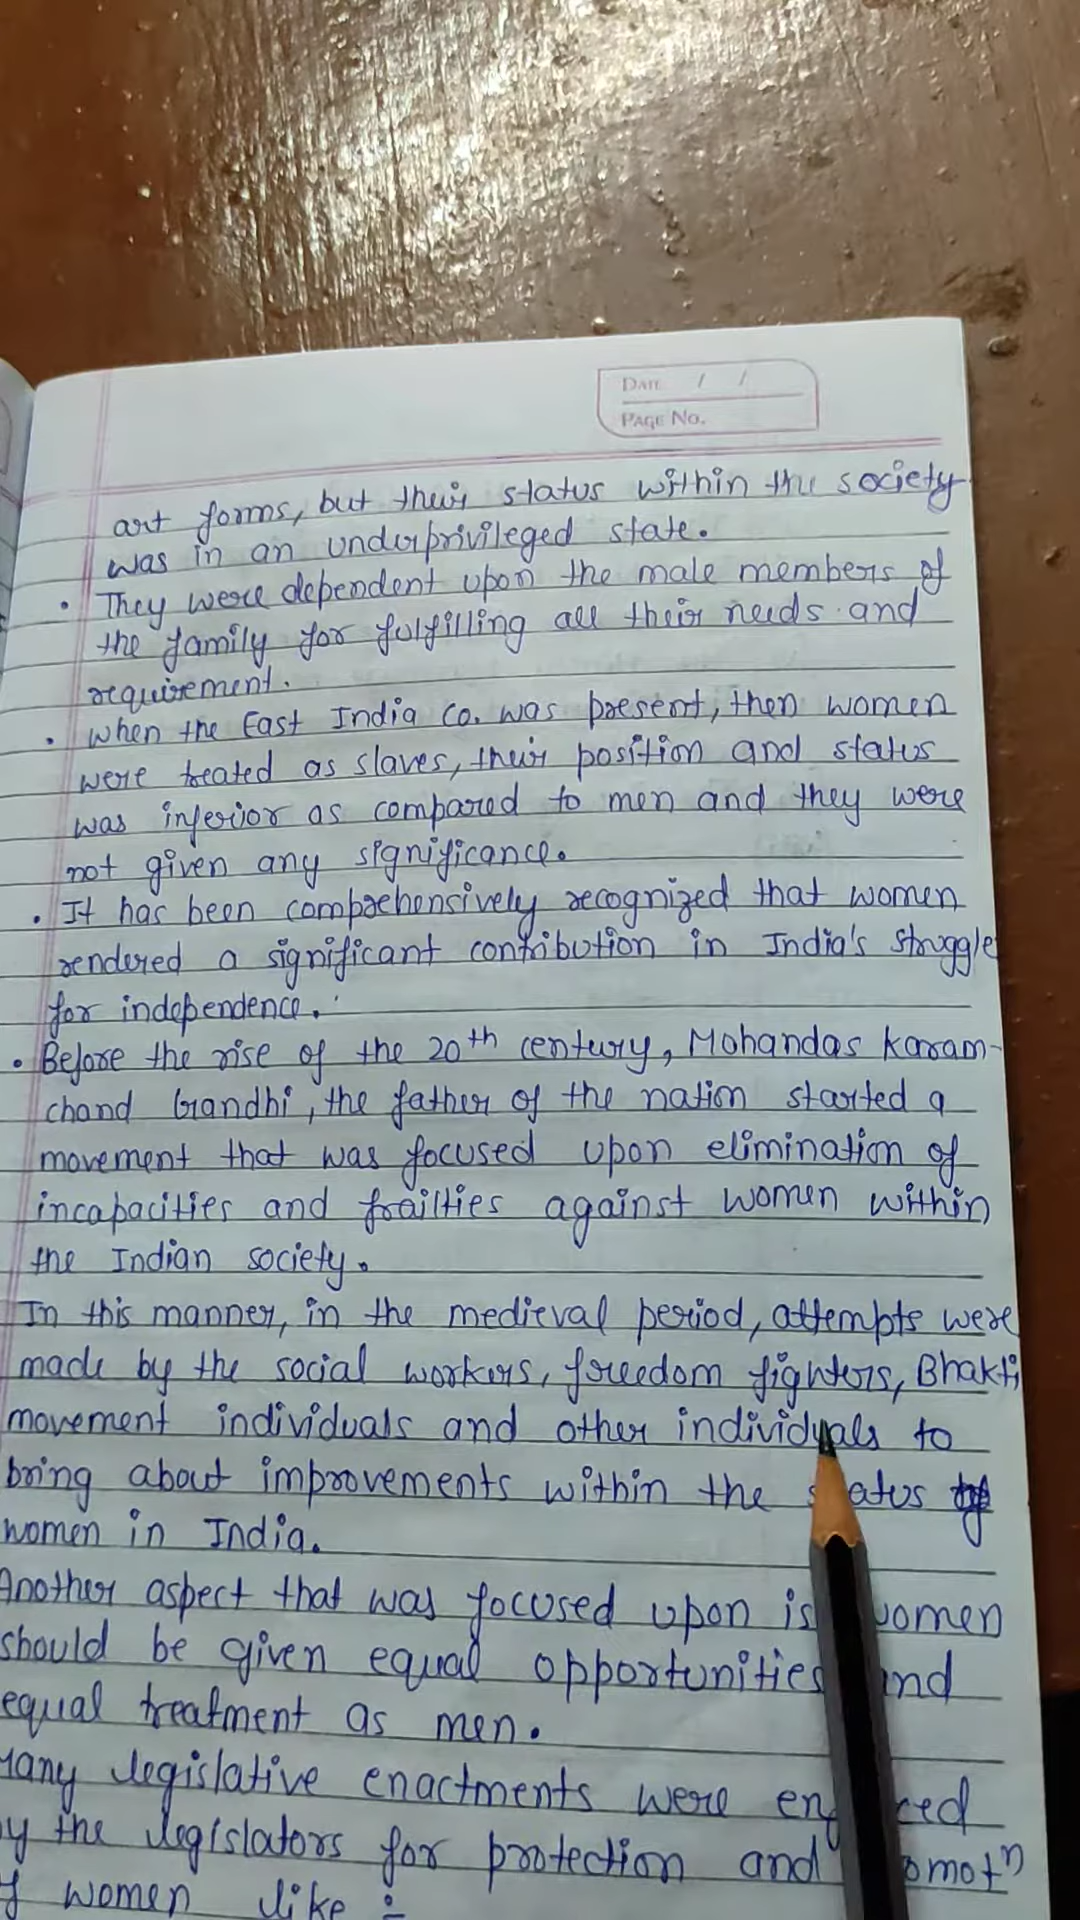 DATE / /
PAGE No.
art forms, but their status within the society
was in an underprivileged state.
• They were dependent upon the male members of
the family for fulfilling all their needs and
requirement.
• When the East India Co. was present, then women
were treated as slaves, their position and status
was inferior as compared to men and they were
not given any significance.
• It has been comprehensively recognized that women
rendered a significant contribution in India's struggle
for independence.
• Before the rise of the 20th century, Mohandas Karam-
chand Gandhi, the father of the nation started a
movement that was focused upon elimination of
incapacities and frailties against women within
the Indian society.
In this manner, in the medieval period, attempts were
made by the social workers, freedom fighters, Bhakti
movement individuals and other individuals to
bring about improvements within the status of
women in India.
Another aspect that was focused upon is women
should be given equal opportunities and
equal treatment as men.
Many legislative enactments were
the legislators for protection and
women like :-